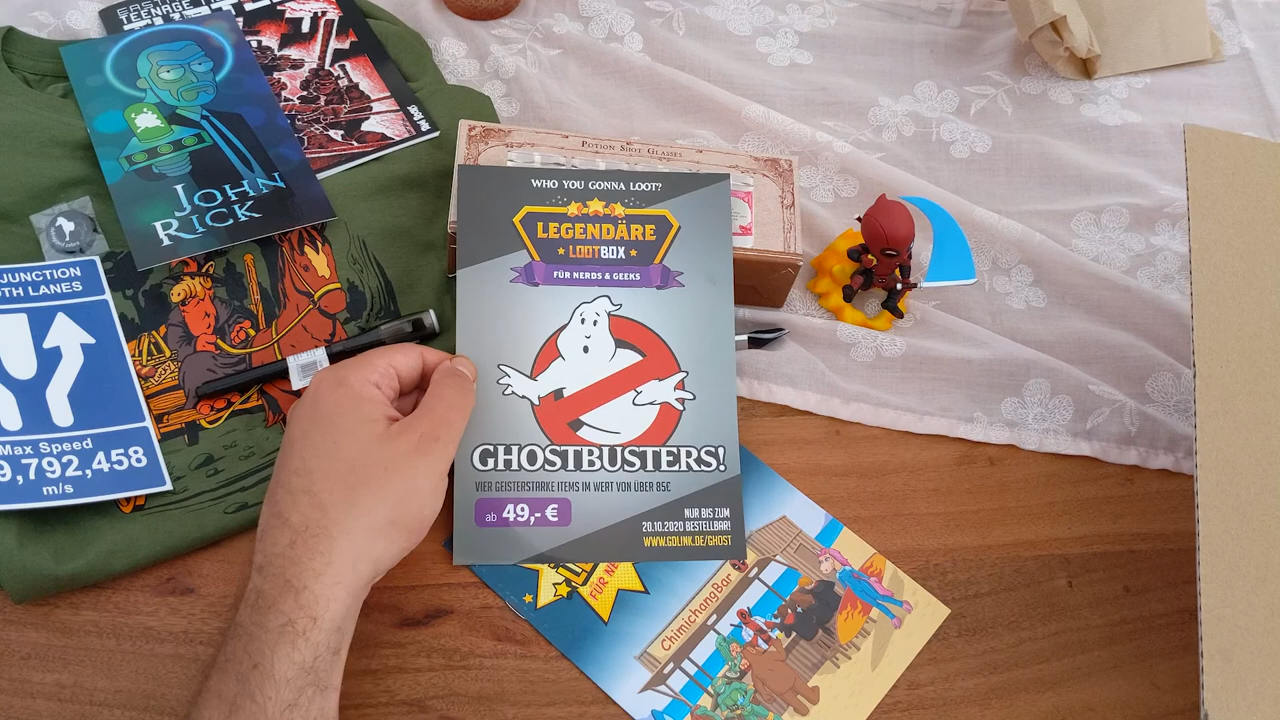 TEENAGE
JOHN
RICK
POTION SHOT GLASSES
JUNCTION
LANES
Max Speed
9,792,458
m/s
WHO YOU GONNA LOOT?
LEGENDÄRE
LOOTBOX
FÜR NERDS & GEEKS
GHOSTBUSTERS!
VIER GEISTERSTARKE ITEMS IM WERT VON ÜBER 85€
ab 49,- €
NUR BIS ZUM
20.10.2020 BESTELLBAR!
WWW.GDLINK.DE/GHOST
FÜR NE
ChimichangBar